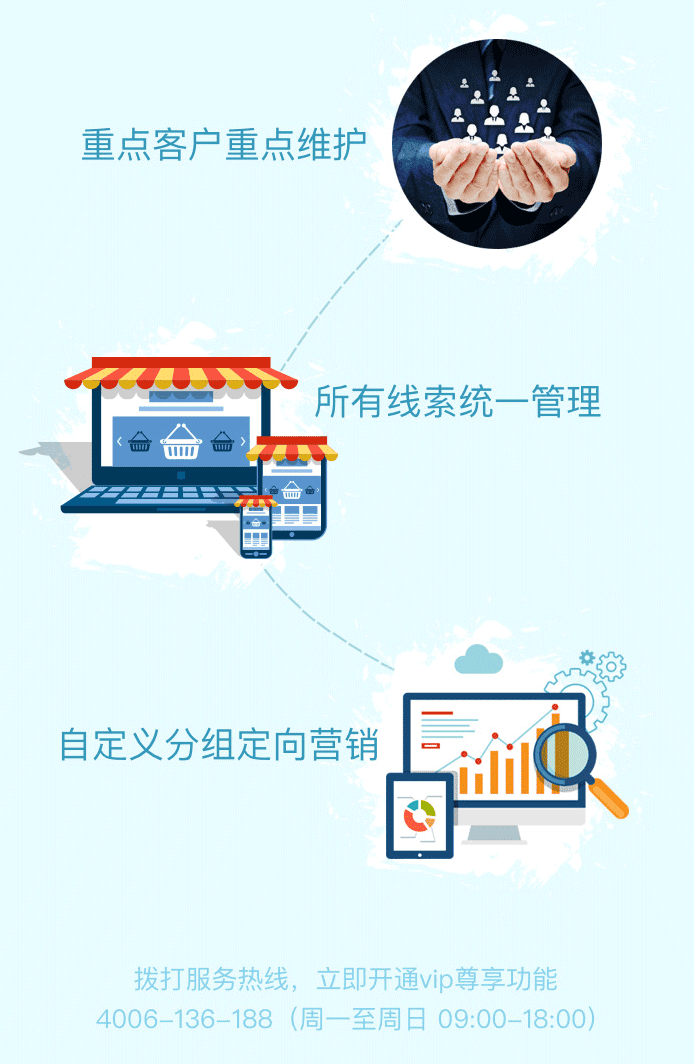 重点客户重点维护
所有线索统一管理
自定义分组定向营销
拨打服务热线，立即开通vip尊享功能
4006-136-188（周一至周日 09:00-18:00）